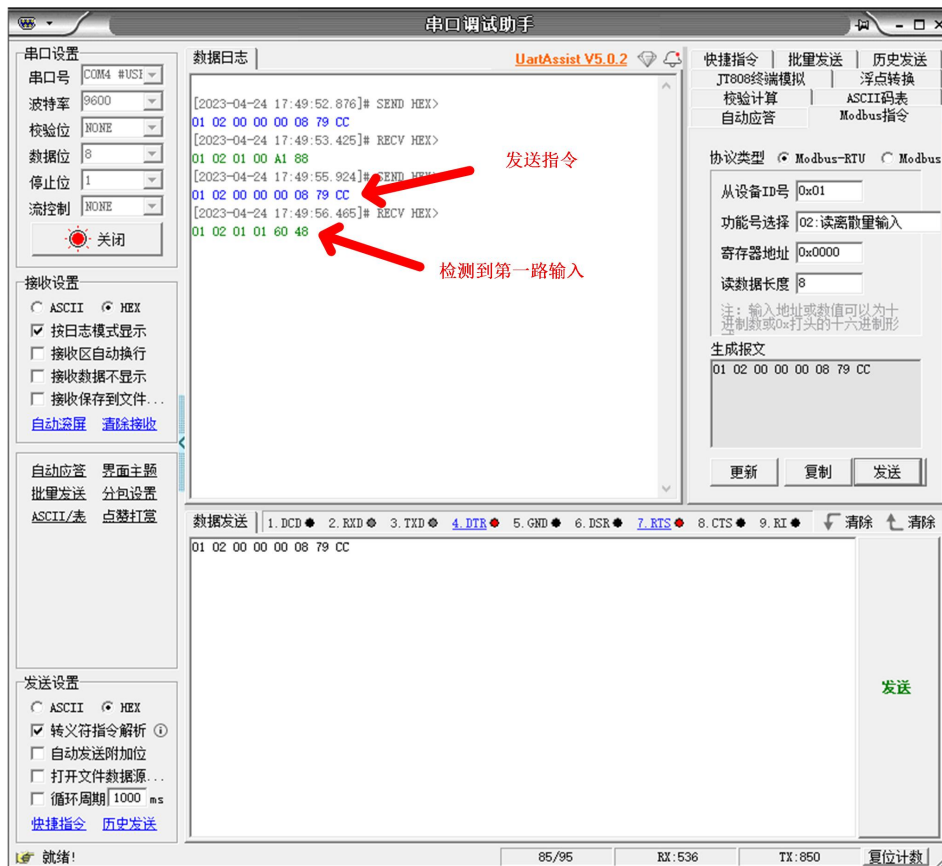 串口调试助手
串口设置
串口号 COM4 #USI
波特率 9600
校验位 NONE
数据位 8
停止位 1
流控制 NONE
关闭
接收设置
ASCII HEX
按日志模式显示
接收区自动换行
接收数据不显示
接收保存到文件...
自动滚屏 清除接收
自动应答 界面主题
批量发送 分包设置
ASCII/表 点赞打赏
发送设置
ASCII HEX
转义符指令解析
自动发送附加位
打开文件数据源...
循环周期 1000 ms
快捷指令 历史发送
数据日志 UartAssist V5.0.2
[2023-04-24 17:49:52.876]# SEND HEX>
01 02 00 00 00 08 79 CC
[2023-04-24 17:49:53.425]# RECV HEX>
01 02 01 00 A1 88
[2023-04-24 17:49:55.924]# SEND HEX>
01 02 00 00 00 08 79 CC
[2023-04-24 17:49:56.465]# RECV HEX>
01 02 01 01 60 48
发送指令
检测到第一路输入
快捷指令 批量发送 历史发送
JT808终端模拟 浮点转换
校验计算 ASCII码表
自动应答 Modbus指令
协议类型 Modbus-RTU Modbus
从设备ID号 0x01
功能号选择 02:读离散量输入
寄存器地址 0x0000
读数据长度 8
注: 输入地址或数值可以为十
进制数或0x打头的十六进制形
生成报文
01 02 00 00 00 08 79 CC
更新 复制 发送
数据发送 1.DCD 2.RXD 3.TXD 4.DTR 5.GND 6.DSR 7.RTS 8.CTS 9.RI 清除 清除
01 02 00 00 00 08 79 CC
发送
就绪! 85/95 RX:536 TX:850 复位计数